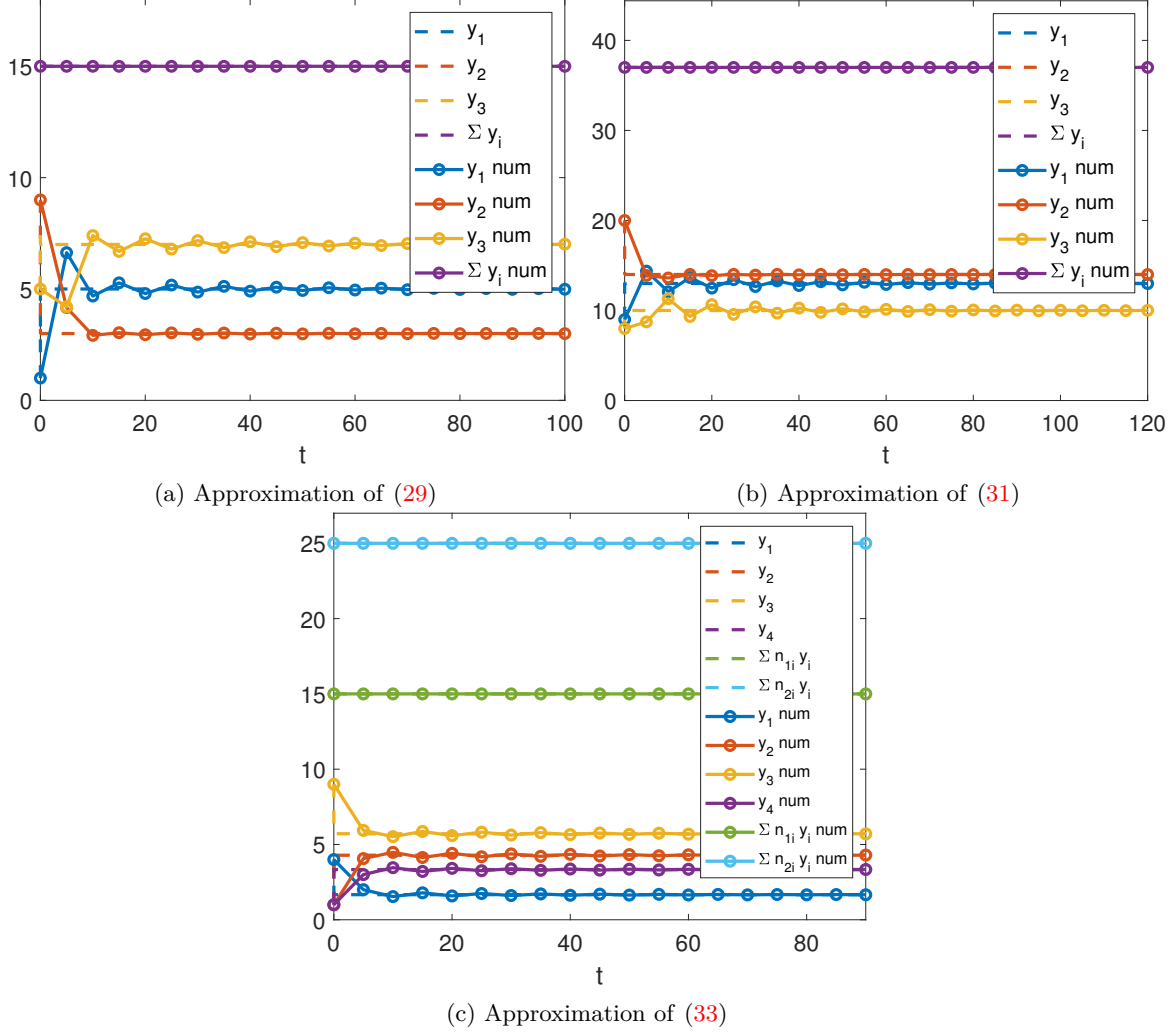 15
10
5
0
0
20
40
60
80
100
t
y1
y2
y3
Σ yi
y1 num
y2 num
y3 num
Σ yi num
(a) Approximation of (29)
40
30
20
10
0
0
20
40
60
80
100
120
t
y1
y2
y3
Σ yi
y1 num
y2 num
y3 num
Σ yi num
(b) Approximation of (31)
25
20
15
10
5
0
0
20
40
60
80
t
y1
y2
y3
y4
Σ n1i yi
Σ n2i yi
y1 num
y2 num
y3 num
y4 num
Σ n1i yi num
Σ n2i yi num
(c) Approximation of (33)